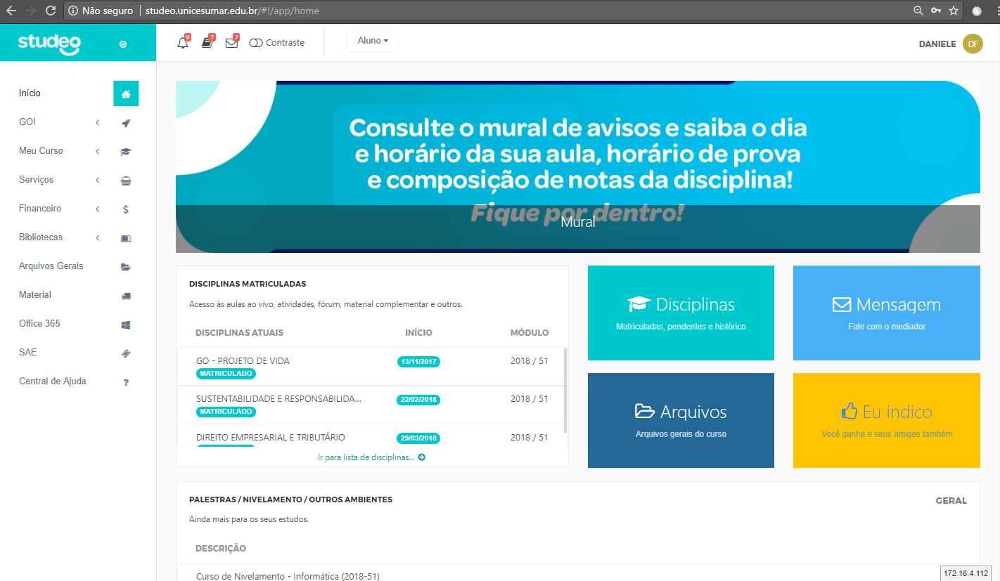 Não seguro studeo.unicesumar.edu.br/#!/app/home
studeo
9
7
7
Contraste
Aluno
DANIELE
DF
Início
GO!
Meu Curso
Serviços
Financeiro
Bibliotecas
Arquivos Gerais
Material
Office 365
SAE
Central de Ajuda
Consulte o mural de avisos e saiba o dia
e horário da sua aula, horário de prova
e composição de notas da disciplina!
Fique por dentro!
Mural
DISCIPLINAS MATRICULADAS
Acesso às aulas ao vivo, atividades, fórum, material complementar e outros.
DISCIPLINAS ATUAIS INÍCIO MÓDULO
GO - PROJETO DE VIDA 13/11/2017 2018 / 51
MATRICULADO
SUSTENTABILIDADE E RESPONSABILIDA... 22/02/2018 2018 / 51
MATRICULADO
DIREITO EMPRESARIAL E TRIBUTÁRIO 29/03/2018 2018 / 51
Ir para lista de disciplinas...
Disciplinas
Matriculadas, pendentes e histórico
Mensagem
Fale com o mediador
Arquivos
Arquivos gerais do curso
Eu indico
Você ganha e seus amigos também
PALESTRAS / NIVELAMENTO / OUTROS AMBIENTES
GERAL
Ainda mais para os seus estudos.
DESCRIÇÃO
Curso de Nivelamento - Informática (2018-51)
172.16.4.112